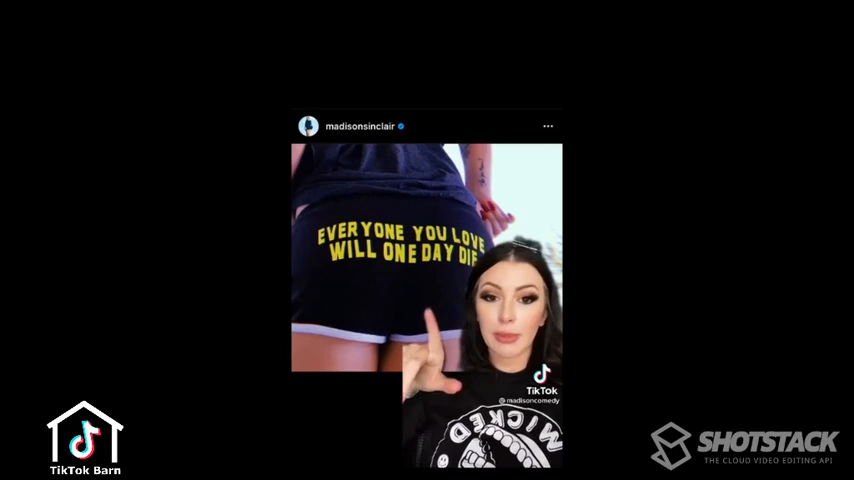 madisonsinclair
EVERYONE YOU LOVE
WILL ONE DAY DIE
TikTok
@madisoncomedy
WICKED
TikTok Barn
SHOTSTACK
THE CLOUD VIDEO EDITING API